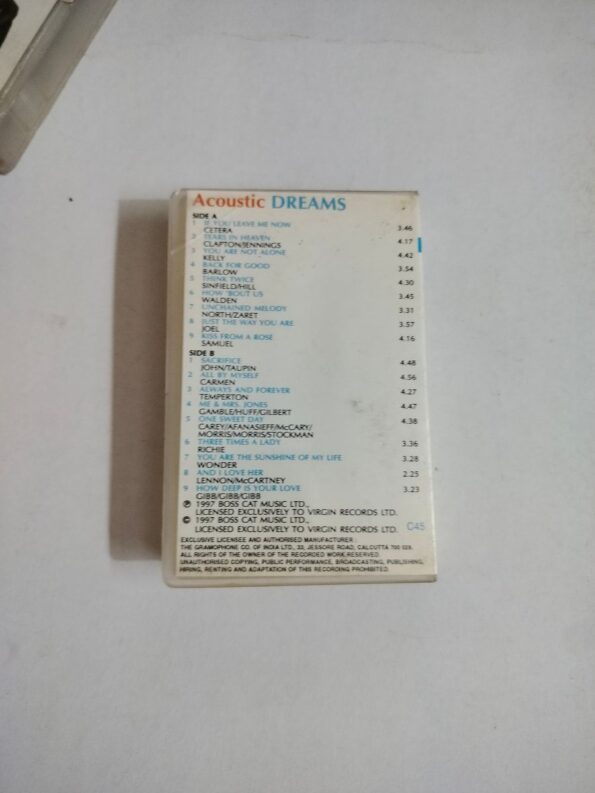 Acoustic DREAMS
SIDE A
1 IF YOU LEAVE ME NOW
CETERA 3.46
2 TEARS IN HEAVEN
CLAPTON/JENNINGS 4.17
3 YOU ARE NOT ALONE
KELLY 4.42
4 BACK FOR GOOD
BARLOW 3.54
5 THINK TWICE
SINFIELD/HILL 4.30
6 HOW 'BOUT US
WALDEN 3.45
7 UNCHAINED MELODY
NORTH/ZARET 3.31
8 JUST THE WAY YOU ARE
JOEL 3.57
9 KISS FROM A ROSE
SAMUEL 4.16
SIDE B
1 SACRIFICE
JOHN/TAUPIN 4.48
2 ALL BY MYSELF
CARMEN 4.56
3 ALWAYS AND FOREVER
TEMPERTON 4.27
4 ME & MRS. JONES
GAMBLE/HUFF/GILBERT 4.47
5 ONE SWEET DAY
CAREY/AFANASIEFF/McCARY/ 4.38
MORRIS/MORRIS/STOCKMAN
6 THREE TIMES A LADY
RICHIE 3.36
7 YOU ARE THE SUNSHINE OF MY LIFE
WONDER 3.28
8 AND I LOVE HER
LENNON/McCARTNEY 2.25
9 HOW DEEP IS YOUR LOVE
GIBB/GIBB/GIBB 3.23
℗ 1997 BOSS CAT MUSIC LTD.,
LICENSED EXCLUSIVELY TO VIRGIN RECORDS LTD.
© 1997 BOSS CAT MUSIC LTD.,
LICENSED EXCLUSIVELY TO VIRGIN RECORDS LTD. C45
EXCLUSIVE LICENSEE AND AUTHORISED MANUFACTURER :
THE GRAMOPHONE CO. OF INDIA LTD., 33, JESSORE ROAD, CALCUTTA 700 028.
ALL RIGHTS OF THE OWNER OF THE RECORDED WORK RESERVED.
UNAUTHORISED COPYING, PUBLIC PERFORMANCE, BROADCASTING, PUBLISHING,
HIRING, RENTING AND ADAPTATION OF THIS RECORDING PROHIBITED.